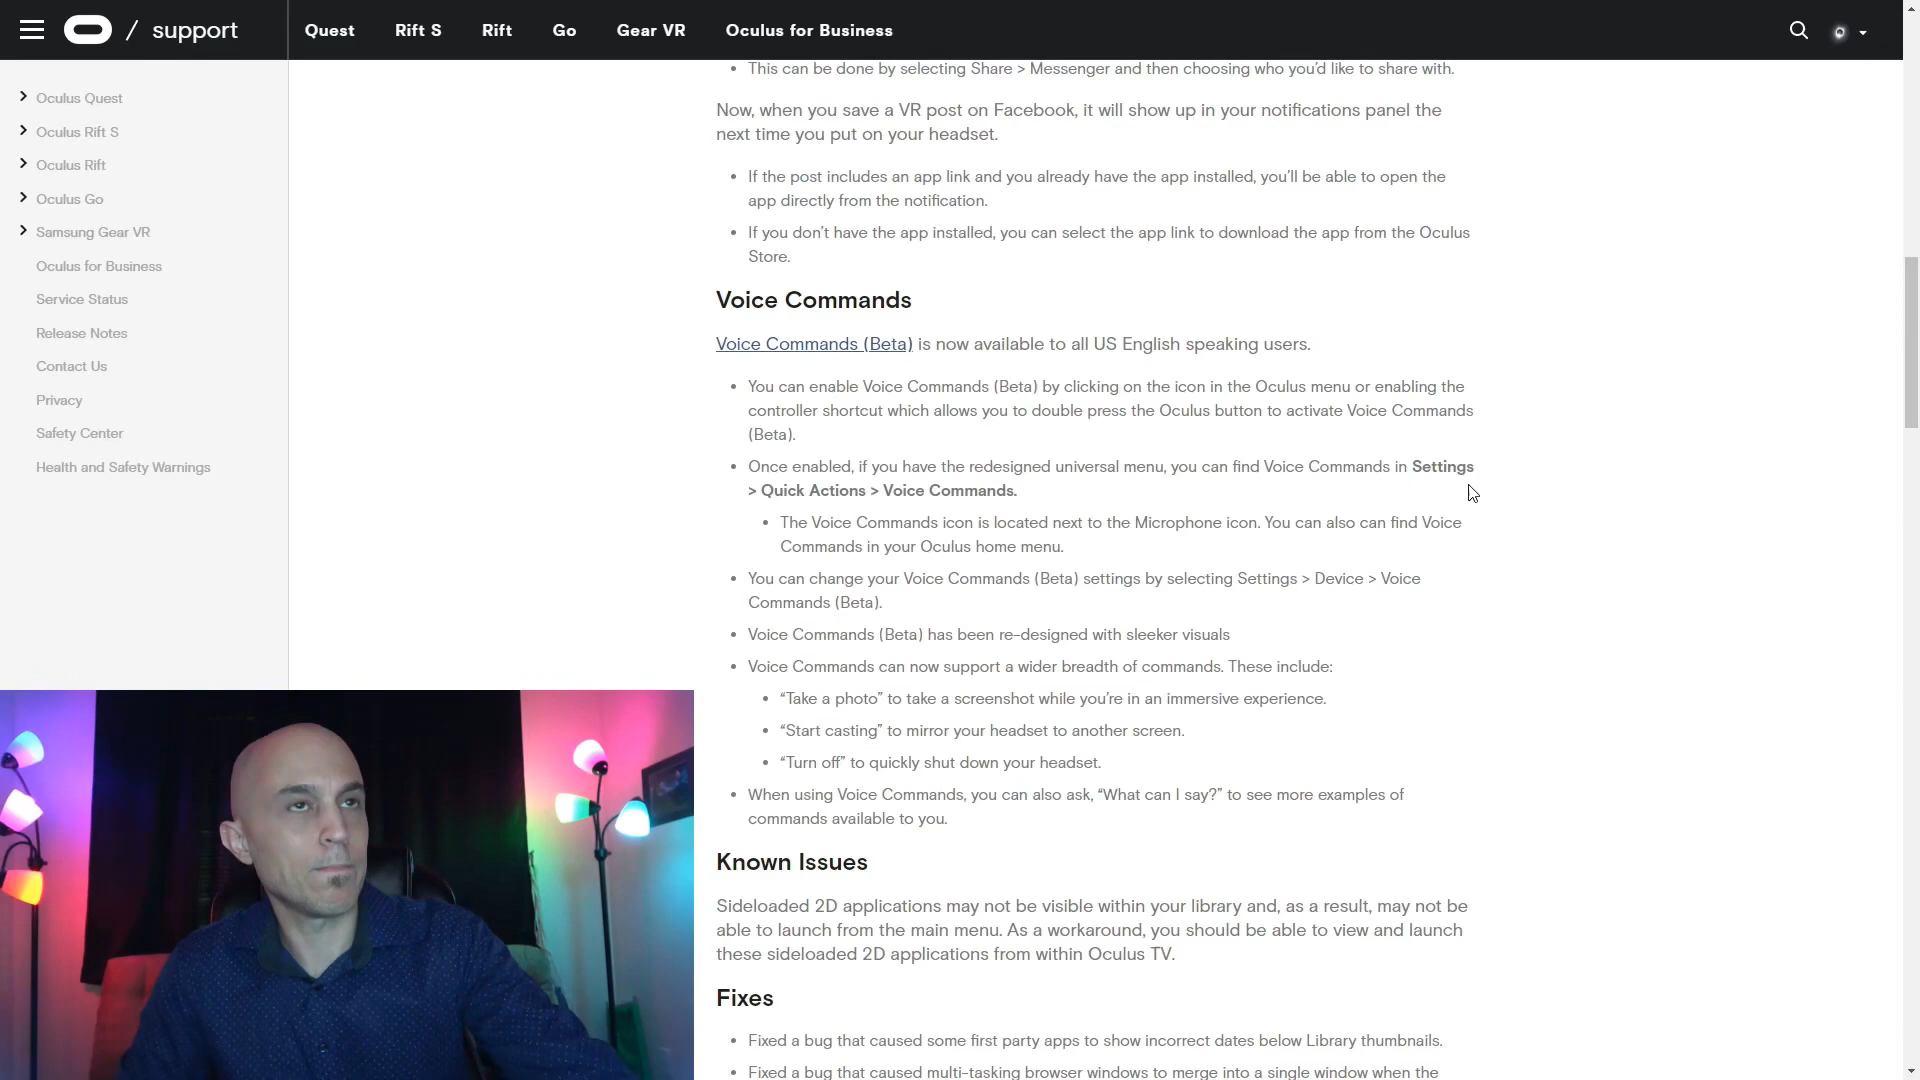 / support
Quest
Rift S
Rift
Go
Gear VR
Oculus for Business
Oculus Quest
Oculus Rift S
Oculus Rift
Oculus Go
Samsung Gear VR
Oculus for Business
Service Status
Release Notes
Contact Us
Privacy
Safety Center
Health and Safety Warnings
• This can be done by selecting Share > Messenger and then choosing who you’d like to share with.
Now, when you save a VR post on Facebook, it will show up in your notifications panel the
next time you put on your headset.
• If the post includes an app link and you already have the app installed, you’ll be able to open the
app directly from the notification.
• If you don’t have the app installed, you can select the app link to download the app from the Oculus
Store.
Voice Commands
Voice Commands (Beta) is now available to all US English speaking users.
• You can enable Voice Commands (Beta) by clicking on the icon in the Oculus menu or enabling the
controller shortcut which allows you to double press the Oculus button to activate Voice Commands
(Beta).
• Once enabled, if you have the redesigned universal menu, you can find Voice Commands in Settings
> Quick Actions > Voice Commands.
• The Voice Commands icon is located next to the Microphone icon. You can also can find Voice
Commands in your Oculus home menu.
• You can change your Voice Commands (Beta) settings by selecting Settings > Device > Voice
Commands (Beta).
• Voice Commands (Beta) has been re-designed with sleeker visuals
• Voice Commands can now support a wider breadth of commands. These include:
• “Take a photo” to take a screenshot while you’re in an immersive experience.
• “Start casting” to mirror your headset to another screen.
• “Turn off” to quickly shut down your headset.
• When using Voice Commands, you can also ask, “What can I say?” to see more examples of
commands available to you.
Known Issues
Sideloaded 2D applications may not be visible within your library and, as a result, may not be
able to launch from the main menu. As a workaround, you should be able to view and launch
these sideloaded 2D applications from within Oculus TV.
Fixes
• Fixed a bug that caused some first party apps to show incorrect dates below Library thumbnails.
• Fixed a bug that caused multi-tasking browser windows to merge into a single window when the